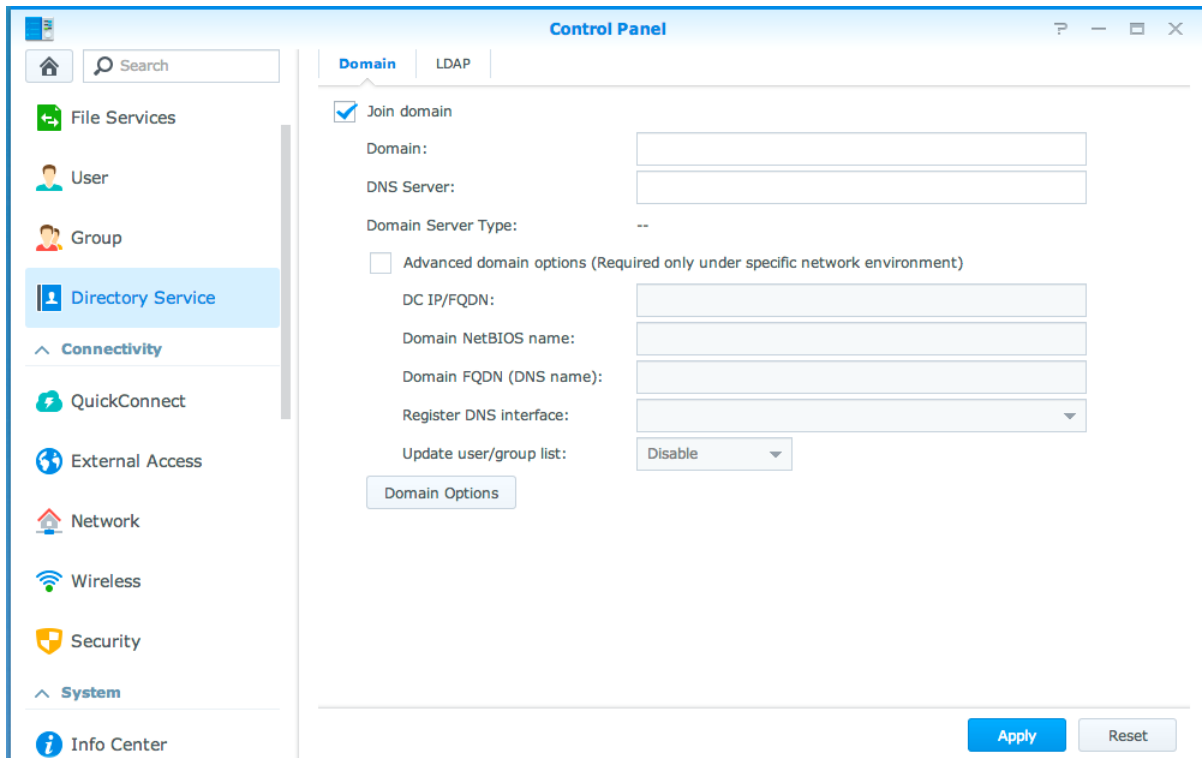 Control Panel
Search
Domain LDAP
File Services
User
Group
Directory Service
Connectivity
QuickConnect
External Access
Network
Wireless
Security
System
Info Center
Join domain
Domain:
DNS Server:
Domain Server Type: --
Advanced domain options (Required only under specific network environment)
DC IP/FQDN:
Domain NetBIOS name:
Domain FQDN (DNS name):
Register DNS interface:
Update user/group list: Disable
Domain Options
Apply Reset